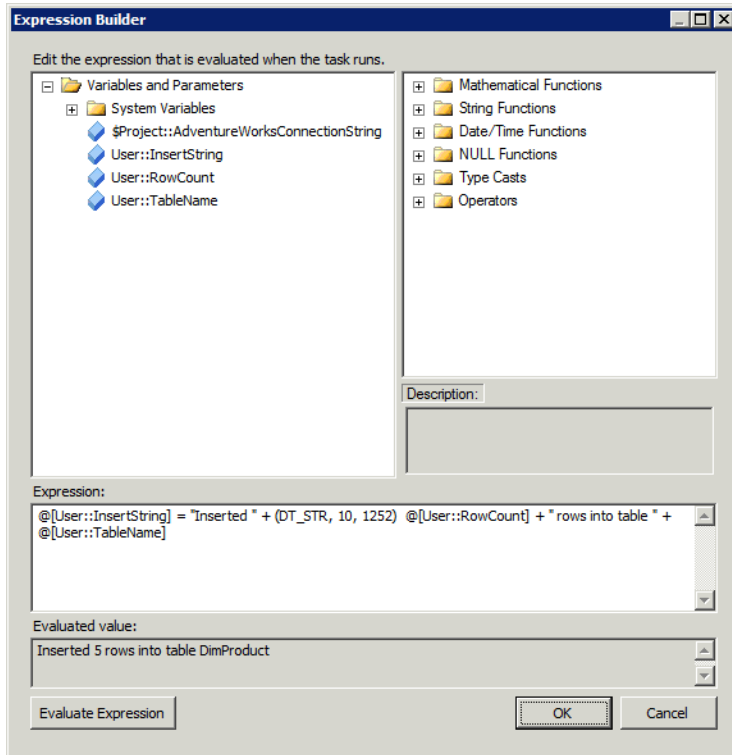 Expression Builder
Edit the expression that is evaluated when the task runs.
Variables and Parameters
System Variables
$Project::AdventureWorksConnectionString
User::InsertString
User::RowCount
User::TableName
Mathematical Functions
String Functions
Date/Time Functions
NULL Functions
Type Casts
Operators
Description:
Expression:
@[User::InsertString] = "Inserted " + (DT_STR, 10, 1252)  @[User::RowCount] + " rows into table " +
@[User::TableName]
Evaluated value:
Inserted 5 rows into table DimProduct
Evaluate Expression
OK
Cancel